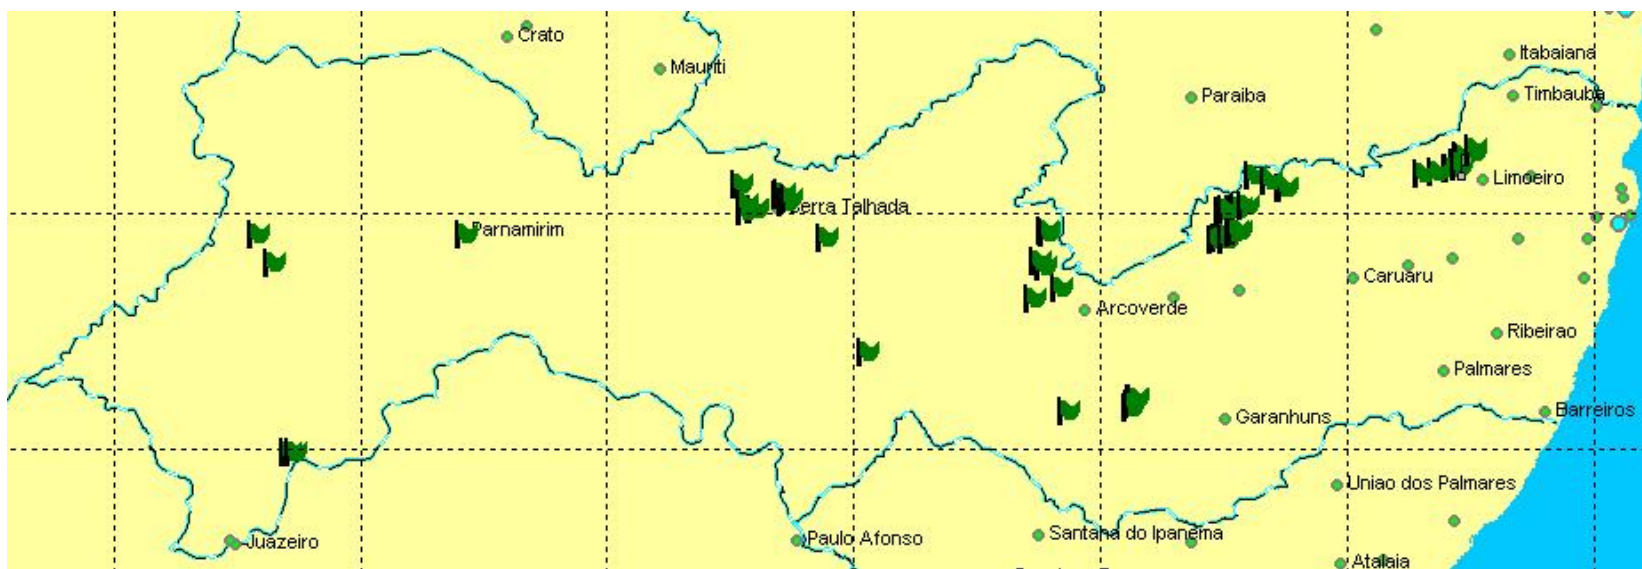 Crato
Mauriti
Itabaiana
Paraiba
Timbauba
Limoeiro
Serra Talhada
Parnamirim
Caruaru
Arcoverde
Ribeirao
Palmares
Garanhuns
Barreiros
Uniao dos Palmares
Juazeiro
Paulo Afonso
Santana do Ipanema
Atalaia